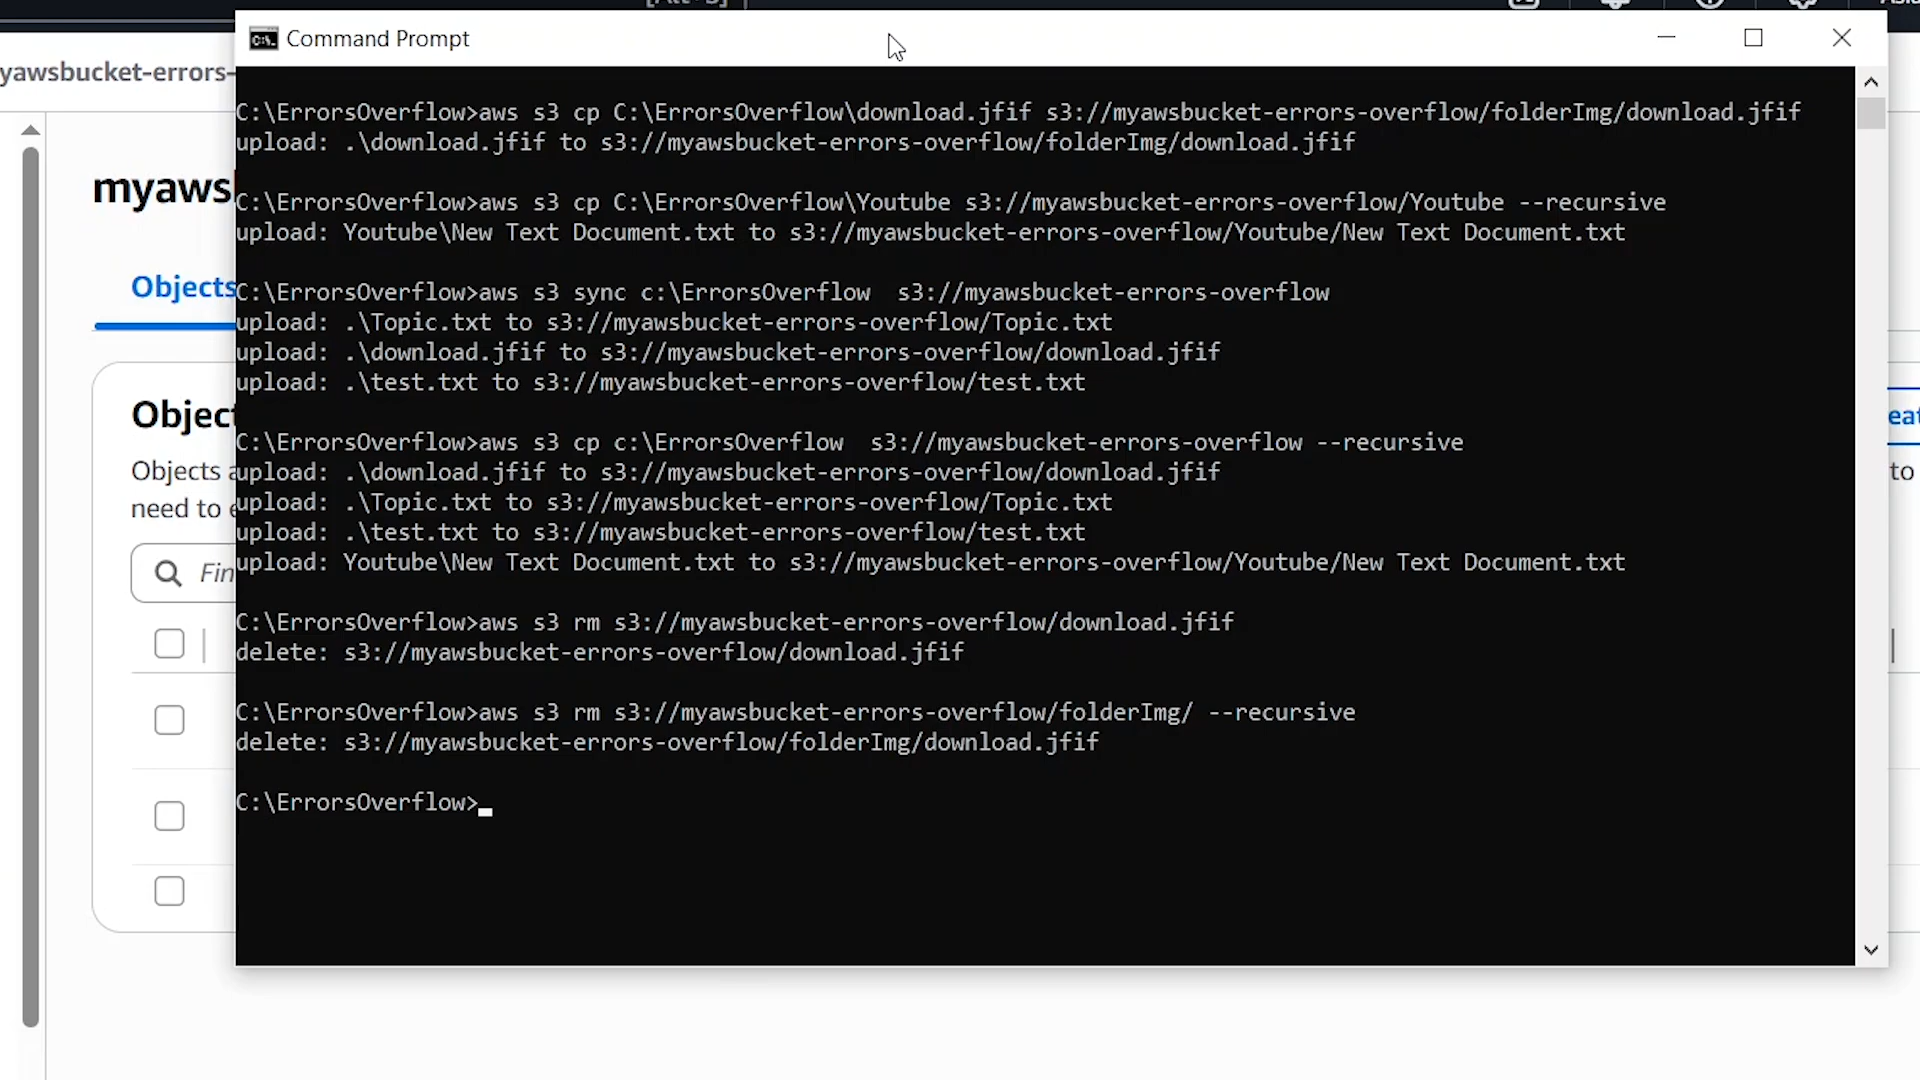 yawsbucket-errors-
Command Prompt
myaws
Objects
Object
Objects a
need to e
Fin
eat
to
C:\ErrorsOverflow>aws s3 cp C:\ErrorsOverflow\download.jfif s3://myawsbucket-errors-overflow/folderImg/download.jfif
upload: .\download.jfif to s3://myawsbucket-errors-overflow/folderImg/download.jfif
C:\ErrorsOverflow>aws s3 cp C:\ErrorsOverflow\Youtube s3://myawsbucket-errors-overflow/Youtube --recursive
upload: Youtube\New Text Document.txt to s3://myawsbucket-errors-overflow/Youtube/New Text Document.txt
C:\ErrorsOverflow>aws s3 sync c:\ErrorsOverflow  s3://myawsbucket-errors-overflow
upload: .\Topic.txt to s3://myawsbucket-errors-overflow/Topic.txt
upload: .\download.jfif to s3://myawsbucket-errors-overflow/download.jfif
upload: .\test.txt to s3://myawsbucket-errors-overflow/test.txt
C:\ErrorsOverflow>aws s3 cp c:\ErrorsOverflow  s3://myawsbucket-errors-overflow --recursive
upload: .\download.jfif to s3://myawsbucket-errors-overflow/download.jfif
upload: .\Topic.txt to s3://myawsbucket-errors-overflow/Topic.txt
upload: .\test.txt to s3://myawsbucket-errors-overflow/test.txt
upload: Youtube\New Text Document.txt to s3://myawsbucket-errors-overflow/Youtube/New Text Document.txt
C:\ErrorsOverflow>aws s3 rm s3://myawsbucket-errors-overflow/download.jfif
delete: s3://myawsbucket-errors-overflow/download.jfif
C:\ErrorsOverflow>aws s3 rm s3://myawsbucket-errors-overflow/folderImg/ --recursive
delete: s3://myawsbucket-errors-overflow/folderImg/download.jfif
C:\ErrorsOverflow>